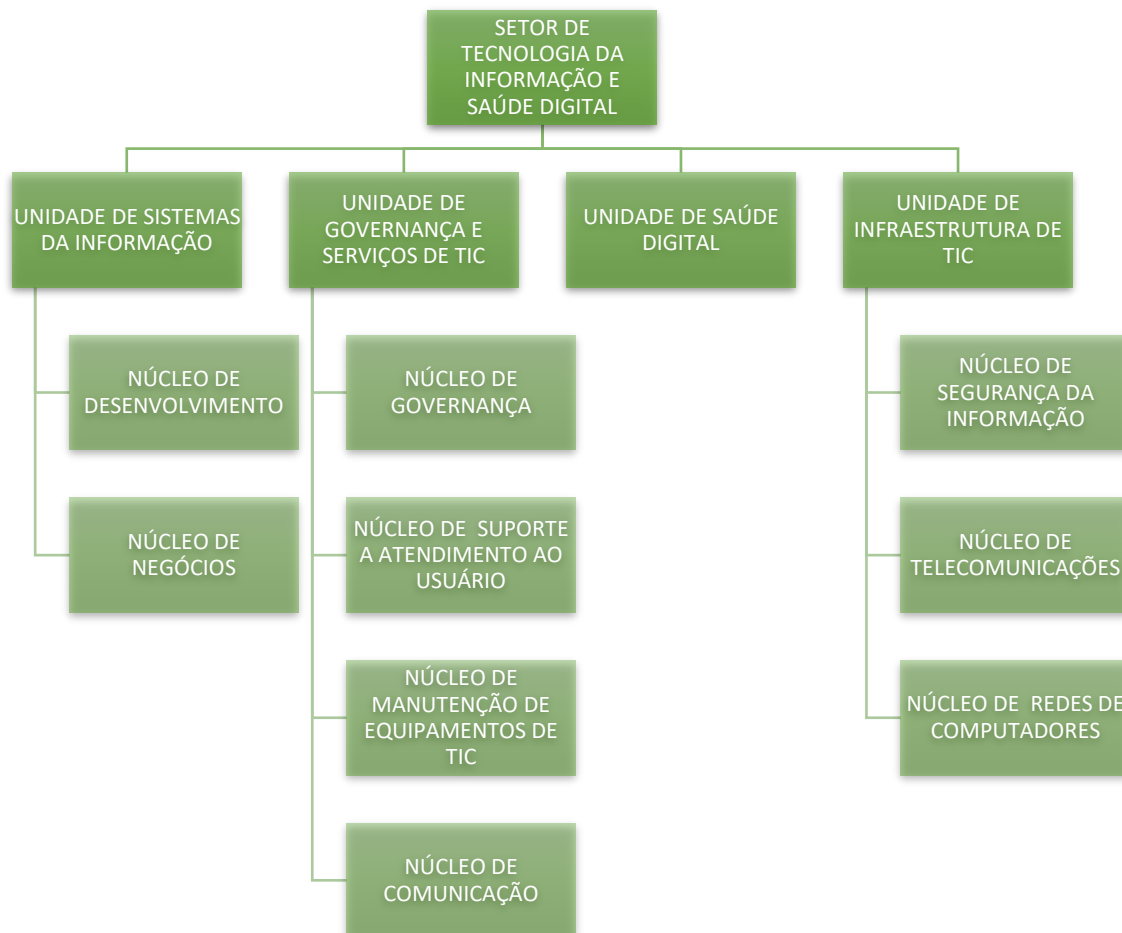 SETOR DE
TECNOLOGIA DA
INFORMAÇÃO E
SAÚDE DIGITAL
UNIDADE DE SISTEMAS
DA INFORMAÇÃO
UNIDADE DE
GOVERNANÇA E
SERVIÇOS DE TIC
UNIDADE DE SAÚDE
DIGITAL
UNIDADE DE
INFRAESTRUTURA DE
TIC
NÚCLEO DE
DESENVOLVIMENTO
NÚCLEO DE
NEGÓCIOS
NÚCLEO DE
GOVERNANÇA
NÚCLEO DE  SUPORTE
A ATENDIMENTO AO
USUÁRIO
NÚCLEO DE
MANUTENÇÃO DE
EQUIPAMENTOS DE
TIC
NÚCLEO DE
COMUNICAÇÃO
NÚCLEO DE
SEGURANÇA DA
INFORMAÇÃO
NÚCLEO DE
TELECOMUNICAÇÕES
NÚCLEO DE  REDES DE
COMPUTADORES